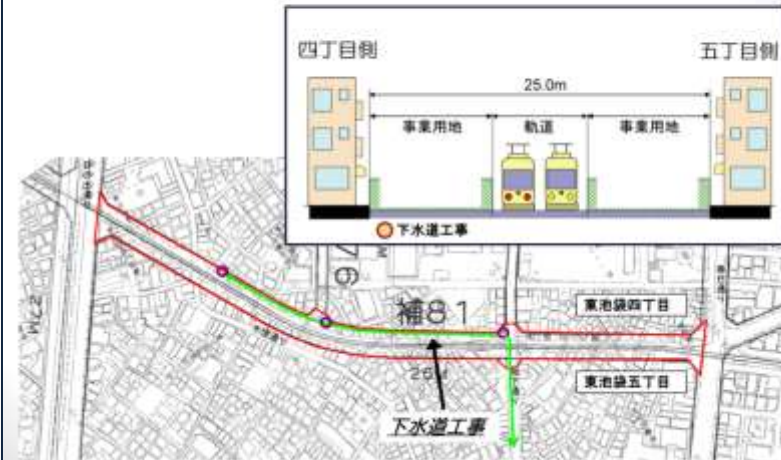 四丁目側
五丁目側
25.0m
事業用地
軌道
事業用地
下水道工事
補81
東池袋四丁目
東池袋五丁目
27M
下水道工事